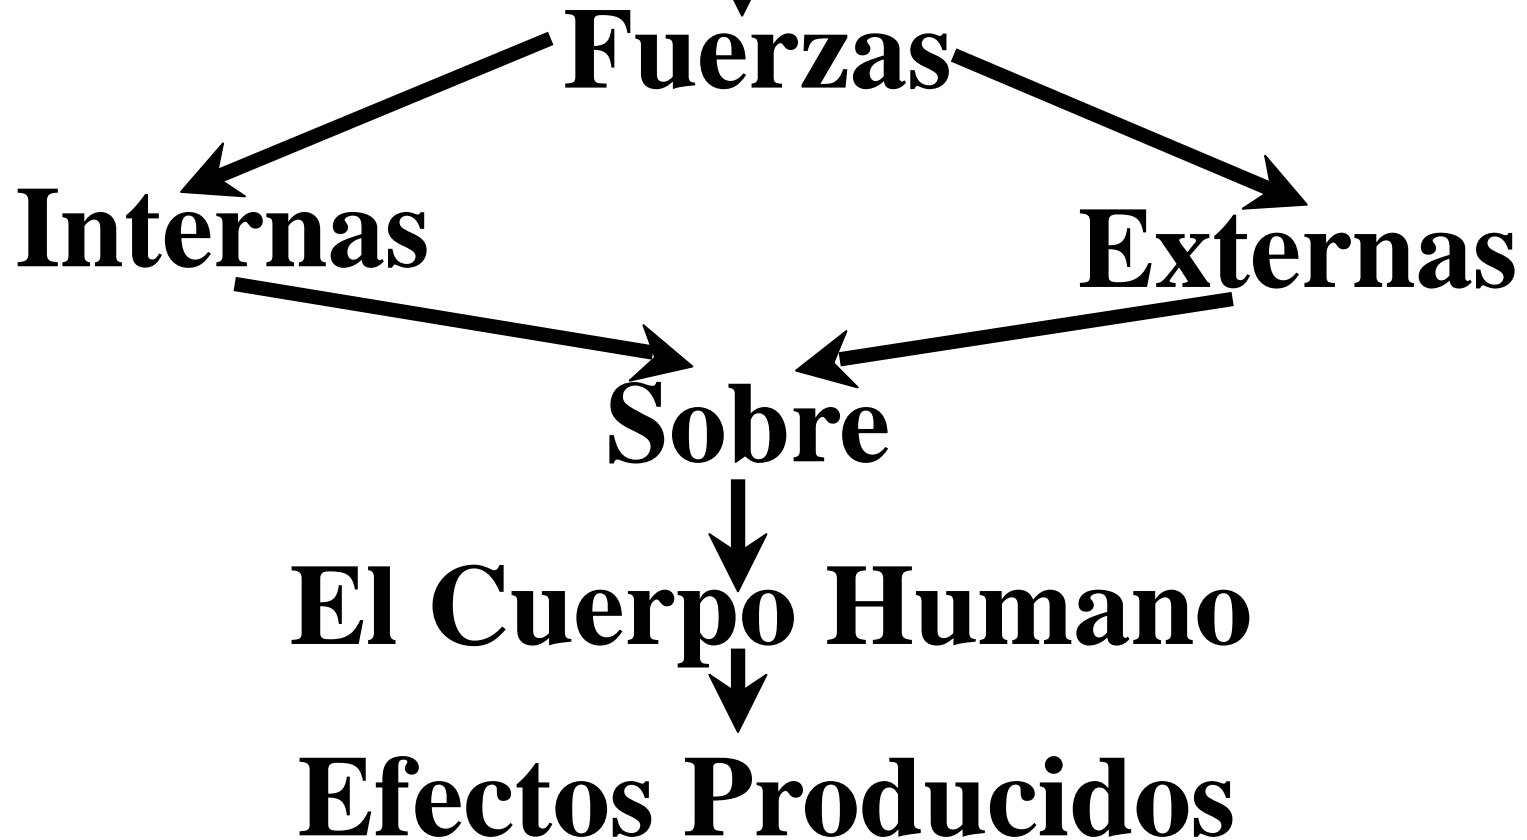 Fuerzas
Internas
Externas
Sobre
El Cuerpo Humano
Efectos Producidos